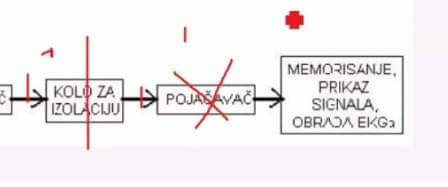 Č
KOLO ZA
IZOLACIJU
POJAČAVAČ
MEMORISANJE,
PRIKAZ
SIGNALA,
OBRADA EKGa